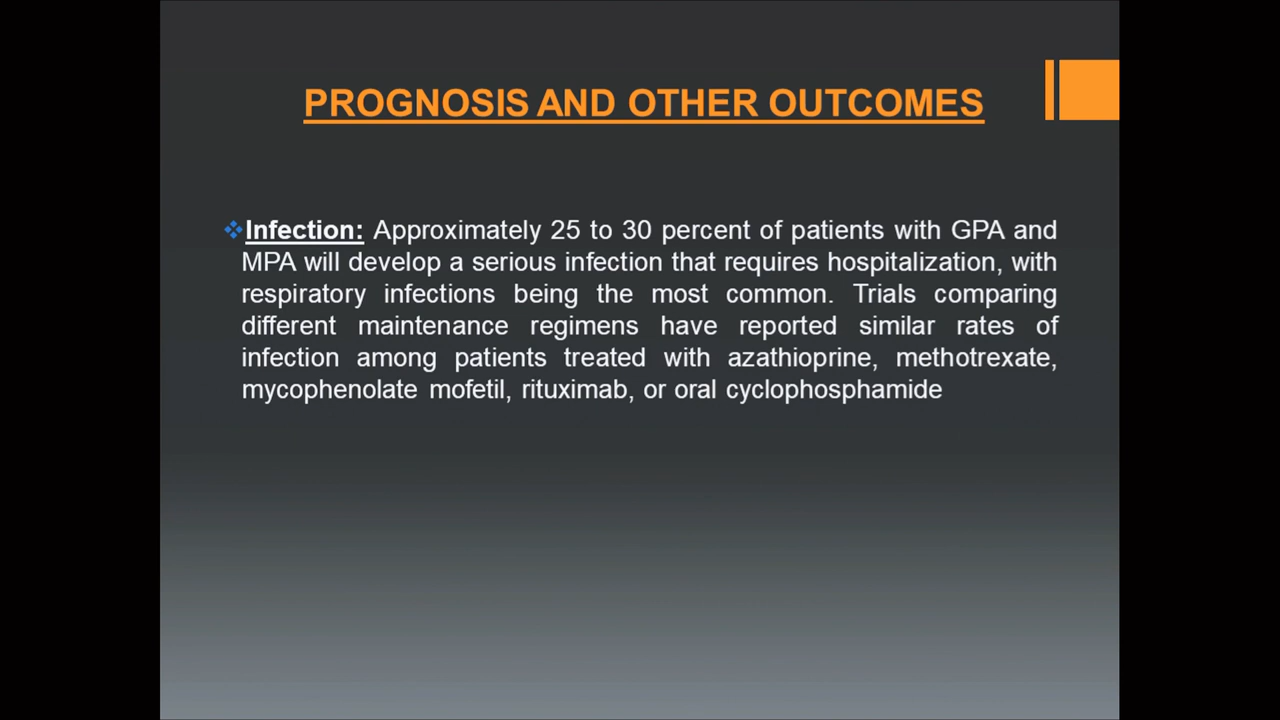 PROGNOSIS AND OTHER OUTCOMES
❖Infection: Approximately 25 to 30 percent of patients with GPA and
MPA will develop a serious infection that requires hospitalization, with
respiratory infections being the most common. Trials comparing
different maintenance regimens have reported similar rates of
infection among patients treated with azathioprine, methotrexate,
mycophenolate mofetil, rituximab, or oral cyclophosphamide